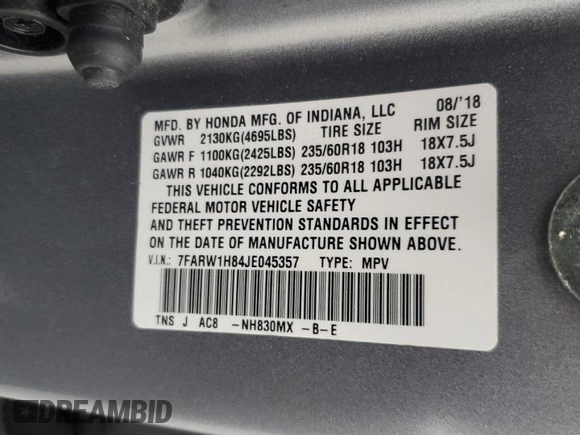 MFD. BY HONDA MFG. OF INDIANA, LLC 08/'18
GVWR 2130KG(4695LBS) TIRE SIZE RIM SIZE
GAWR F 1100KG(2425LBS) 235/60R18 103H 18X7.5J
GAWR R 1040KG(2292LBS) 235/60R18 103H 18X7.5J
THIS VEHICLE CONFORMS TO ALL APPLICABLE
FEDERAL MOTOR VEHICLE SAFETY
AND THEFT PREVENTION STANDARDS IN EFFECT
ON THE DATE OF MANUFACTURE SHOWN ABOVE.
V.I.N.: 7FARW1H84JE045357 TYPE: MPV
TNS J AC8 -NH830MX -B-E
DREAMBID